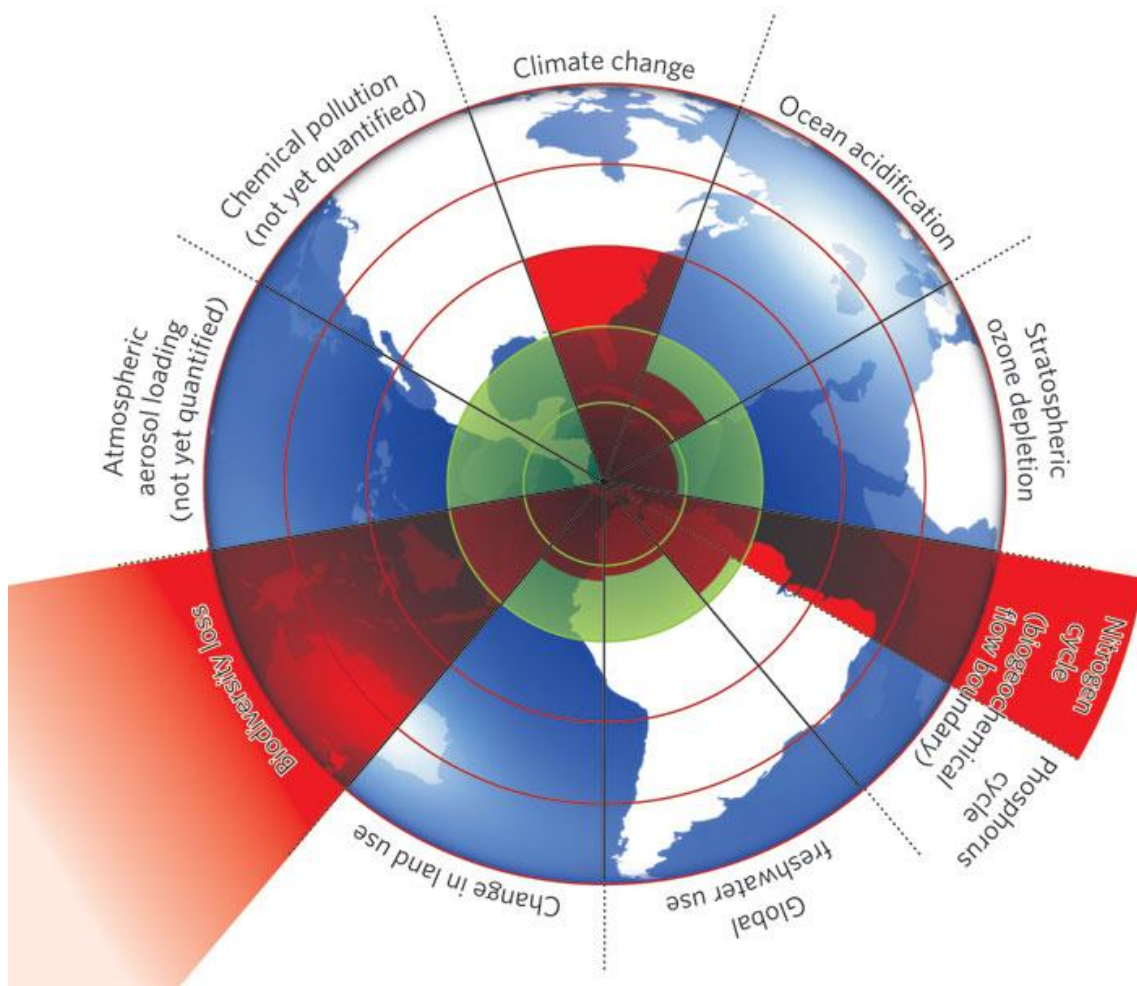 Climate change
Ocean acidification
Stratospheric
ozone depletion
Nitrogen
cycle
(biogeochemical
flow boundary)
Phosphorus
cycle
Global
freshwater use
Change in land use
Biodiversity loss
Atmospheric
aerosol loading
(not yet quantified)
Chemical pollution
(not yet quantified)